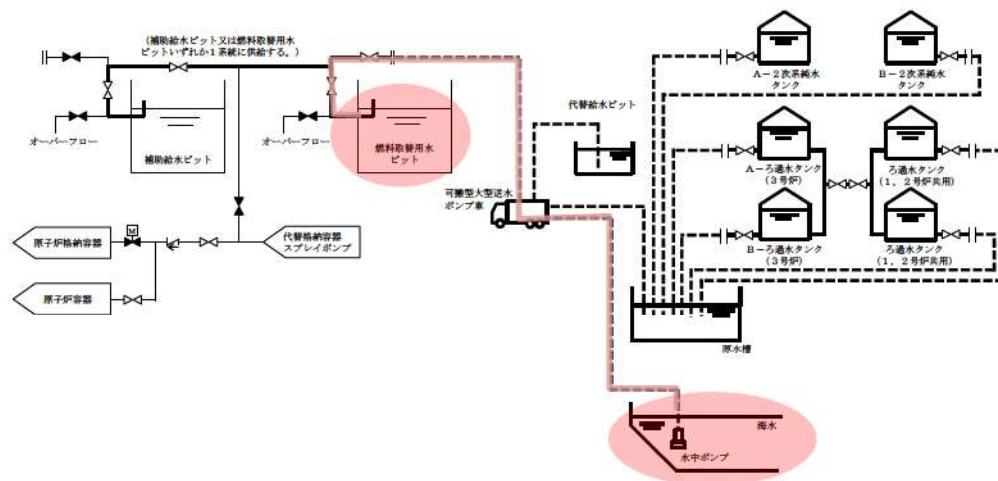 （補助給水ピット又は燃料取替用水
ピットいずれか１系統に供給する。）
オーバーフロー
補助給水ピット
オーバーフロー
燃料取替用水
ピット
原子炉格納容器
M
代替格納容器
スプレイポンプ
原子炉容器
代替給水ピット
可搬型大型送水
ポンプ車
A－２次系純水
タンク
B－２次系純水
タンク
A－ろ過水タンク
（３号炉）
ろ過水タンク
（１，２号炉共用）
B－ろ過水タンク
（３号炉）
ろ過水タンク
（１，２号炉共用）
原水槽
海水
水中ポンプ